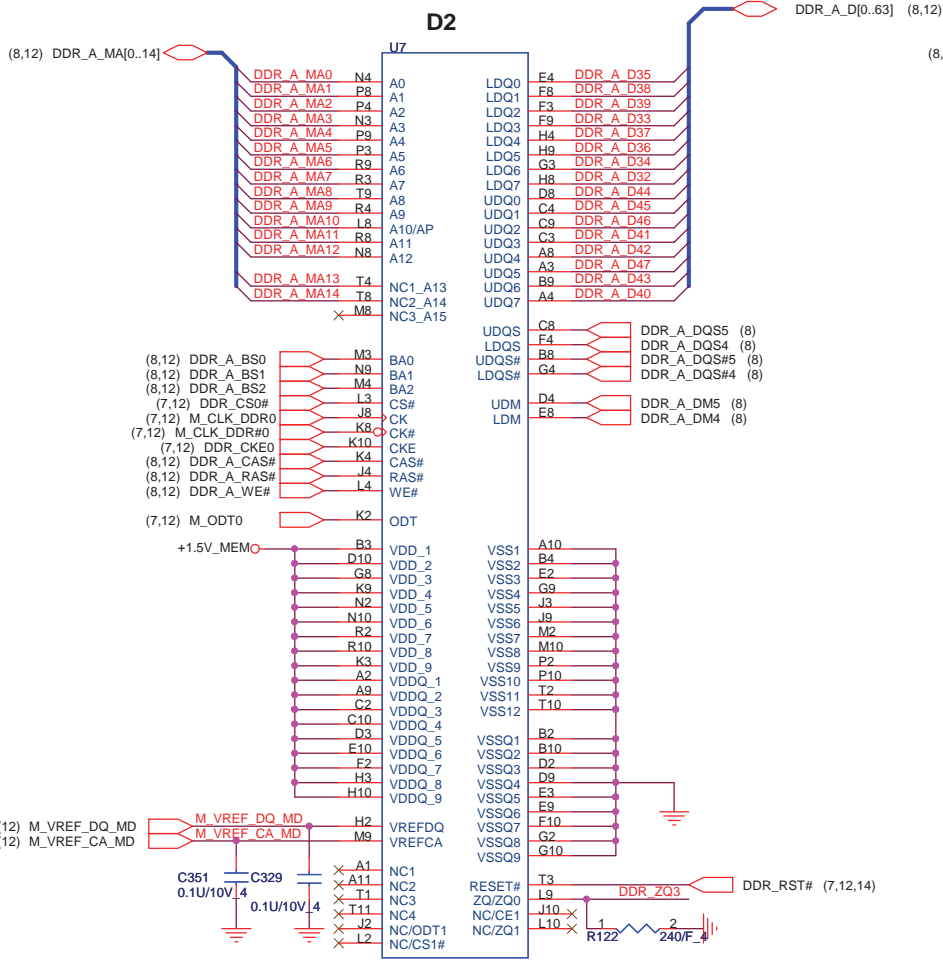 D2
DDR_A_D[0..63] (8,12)
(8,12) DDR_A_MA[0..14]
(8,
U7
DDR_A_MA0 N4 A0 LDQ0 E4 DDR_A_D35
DDR_A_MA1 P8 A1 LDQ1 F8 DDR_A_D38
DDR_A_MA2 P4 A2 LDQ2 F3 DDR_A_D39
DDR_A_MA3 N3 A3 LDQ3 F9 DDR_A_D33
DDR_A_MA4 P9 A4 LDQ4 H4 DDR_A_D37
DDR_A_MA5 P3 A5 LDQ5 H9 DDR_A_D36
DDR_A_MA6 R9 A6 LDQ6 G3 DDR_A_D34
DDR_A_MA7 R3 A7 LDQ7 H8 DDR_A_D32
DDR_A_MA8 T9 A8 UDQ0 D8 DDR_A_D44
DDR_A_MA9 R4 A9 UDQ1 C4 DDR_A_D45
DDR_A_MA10 L8 A10/AP UDQ2 C9 DDR_A_D46
DDR_A_MA11 R8 A11 UDQ3 C3 DDR_A_D41
DDR_A_MA12 N8 A12 UDQ4 A8 DDR_A_D42
UDQ5 A3 DDR_A_D47
DDR_A_MA13 T4 NC1_A13 UDQ6 B9 DDR_A_D43
DDR_A_MA14 T8 NC2_A14 UDQ7 A4 DDR_A_D40
M8 NC3_A15
UDQS C8 DDR_A_DQS5 (8)
LDQS F4 DDR_A_DQS4 (8)
(8,12) DDR_A_BS0 M3 BA0 UDQS# B8 DDR_A_DQS#5 (8)
(8,12) DDR_A_BS1 N9 BA1 LDQS# G4 DDR_A_DQS#4 (8)
(8,12) DDR_A_BS2 M4 BA2
(7,12) DDR_CS0# L3 CS# UDM D4 DDR_A_DM5 (8)
(7,12) M_CLK_DDR0 J8 CK LDM E8 DDR_A_DM4 (8)
(7,12) M_CLK_DDR#0 K8 CK#
(7,12) DDR_CKE0 K10 CKE
(8,12) DDR_A_CAS# K4 CAS#
(8,12) DDR_A_RAS# J4 RAS#
(8,12) DDR_A_WE# L4 WE#
(7,12) M_ODT0 K2 ODT
+1.5V_MEM B3 VDD_1 VSS1 A10
D10 VDD_2 VSS2 B4
G8 VDD_3 VSS3 E2
K9 VDD_4 VSS4 G9
N2 VDD_5 VSS5 J3
N10 VDD_6 VSS6 J9
R2 VDD_7 VSS7 M2
R10 VDD_8 VSS8 M10
K3 VDD_9 VSS9 P2
A2 VDDQ_1 VSS10 P10
A9 VDDQ_2 VSS11 T2
C2 VDDQ_3 VSS12 T10
C10 VDDQ_4
D3 VDDQ_5 VSSQ1 B2
E10 VDDQ_6 VSSQ2 B10
F2 VDDQ_7 VSSQ3 D2
H3 VDDQ_8 VSSQ4 D9
H10 VDDQ_9 VSSQ5 E3
VSSQ6 E9
12) M_VREF_DQ_MD M_VREF_DQ_MD H2 VREFDQ VSSQ7 F10
12) M_VREF_CA_MD M_VREF_CA_MD M9 VREFCA VSSQ8 G2
VSSQ9 G10
A1 NC1
C351 C329 A11 NC2 RESET# T3 DDR_RST# (7,12,14)
0.1U/10V_4 0.1U/10V_4 T1 NC3 ZQ/ZQ0 L9 DDR_ZQ3
T11 NC4 NC/CE1 J10
J2 NC/ODT1 NC/ZQ1 L10 1 2
L2 NC/CS1# R122 240/F_4